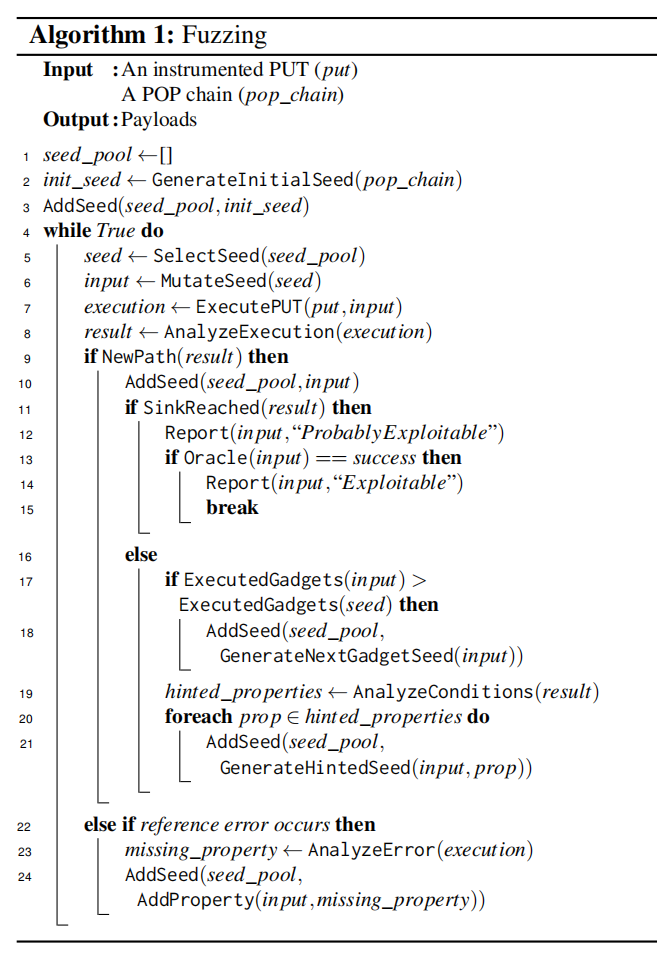 Algorithm 1: Fuzzing
Input : An instrumented PUT (put)
A POP chain (pop_chain)
Output : Payloads
1 seed_pool ←[]
2 init_seed ← GenerateInitialSeed(pop_chain)
3 AddSeed(seed_pool,init_seed)
4 while True do
5 seed ← SelectSeed(seed_pool)
6 input ← MutateSeed(seed)
7 execution ← ExecutePUT(put,input)
8 result ← AnalyzeExecution(execution)
9 if NewPath(result) then
10 AddSeed(seed_pool,input)
11 if SinkReached(result) then
12 Report(input,“ProbablyExploitable”)
13 if Oracle(input) == success then
14 Report(input,“Exploitable”)
15 break
16 else
17 if ExecutedGadgets(input) >
ExecutedGadgets(seed) then
18 AddSeed(seed_pool,
GenerateNextGadgetSeed(input))
19 hinted_properties ← AnalyzeConditions(result)
20 foreach prop ∈ hinted_properties do
21 AddSeed(seed_pool,
GenerateHintedSeed(input,prop))
22 else if reference error occurs then
23 missing_property ← AnalyzeError(execution)
24 AddSeed(seed_pool,
AddProperty(input,missing_property))